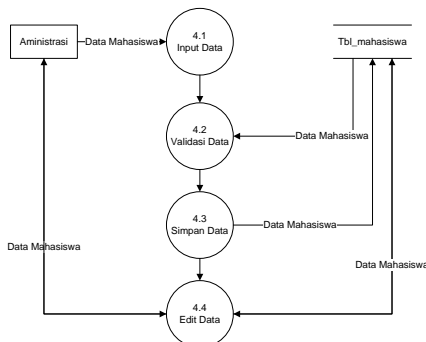 Aministrasi
Data Mahasiswa
4.1
Input Data
Tbl_mahasiswa
4.2
Validasi Data
Data Mahasiswa
4.3
Simpan Data
Data Mahasiswa
Data Mahasiswa
Data Mahasiswa
4.4
Edit Data